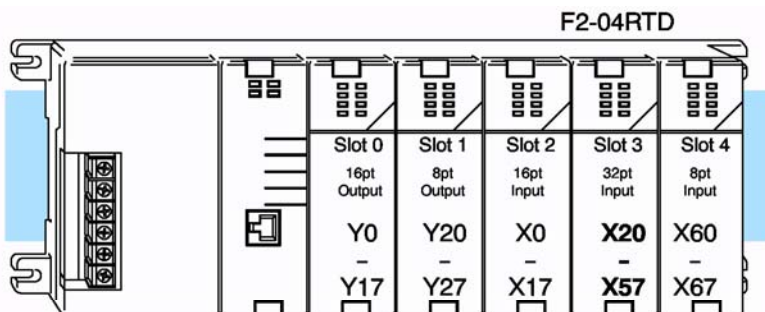 F2-04RTD
Slot 0 Slot 1 Slot 2 Slot 3 Slot 4
16pt 8pt 16pt 32pt 8pt
Output Output Input Input Input
Y0 Y20 X0 X20 X60
– – – – –
Y17 Y27 X17 X57 X67